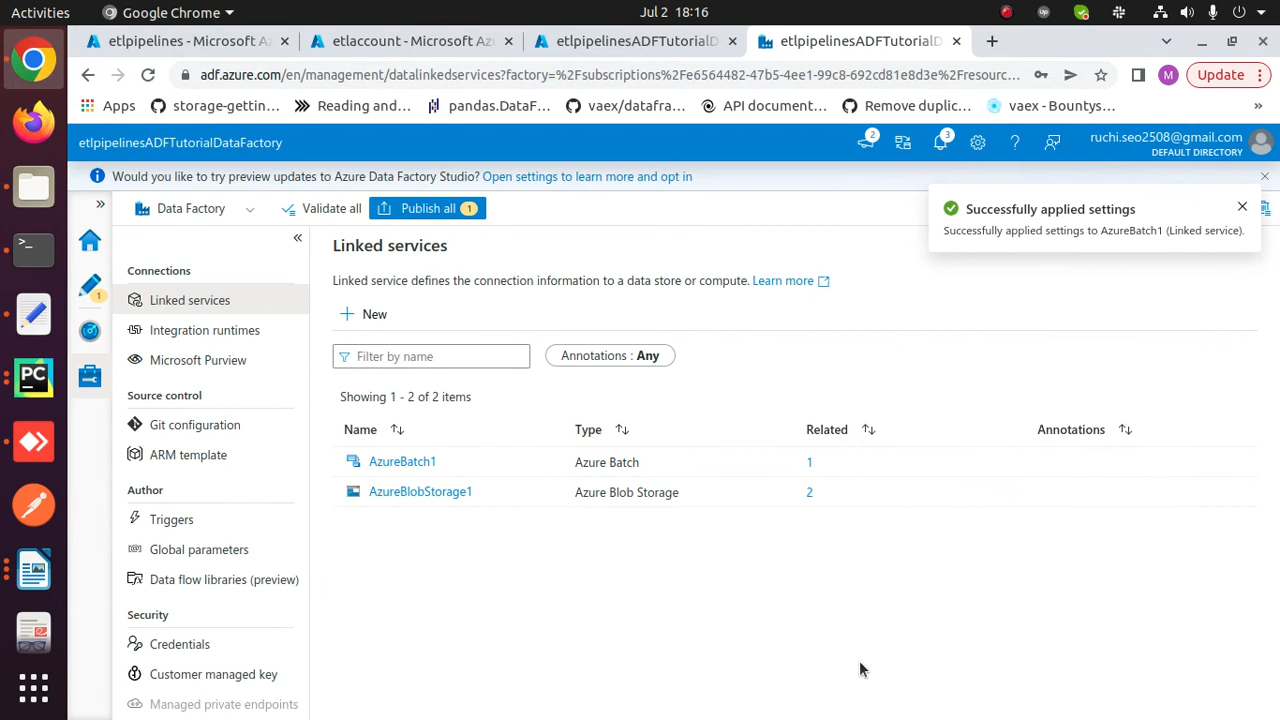 Activities
Google Chrome
Jul 2 18:16
etlpipelines - Microsoft Az
etlaccount - Microsoft Az
etlpipelinesADFTutorialD
etlpipelinesADFTutorialD
adf.azure.com/en/management/datalinkedservices?factory=%2Fsubscriptions%2Fe6564482-47b5-4ee1-99c8-692cd81e8d3e%2Fresourc...
M
Update
Apps
storage-gettin...
Reading and...
pandas.DataF...
vaex/datafra...
API document...
Remove duplic...
vaex - Bountys...
»
etlpipelinesADFTutorialDataFactory
2
3
ruchi.seo2508@gmail.com
DEFAULT DIRECTORY
Would you like to try preview updates to Azure Data Factory Studio? Open settings to learn more and opt in
Data Factory
Validate all
Publish all 1
Successfully applied settings
Successfully applied settings to AzureBatch1 (Linked service).
1
Connections
Linked services
Integration runtimes
Microsoft Purview
Source control
Git configuration
ARM template
Author
Triggers
Global parameters
Data flow libraries (preview)
Security
Credentials
Customer managed key
Managed private endpoints
Linked services
Linked service defines the connection information to a data store or compute. Learn more
New
Filter by name
Annotations : Any
Showing 1 - 2 of 2 items
Name
Type
Related
Annotations
AzureBatch1
Azure Batch
1
AzureBlobStorage1
Azure Blob Storage
2
PC